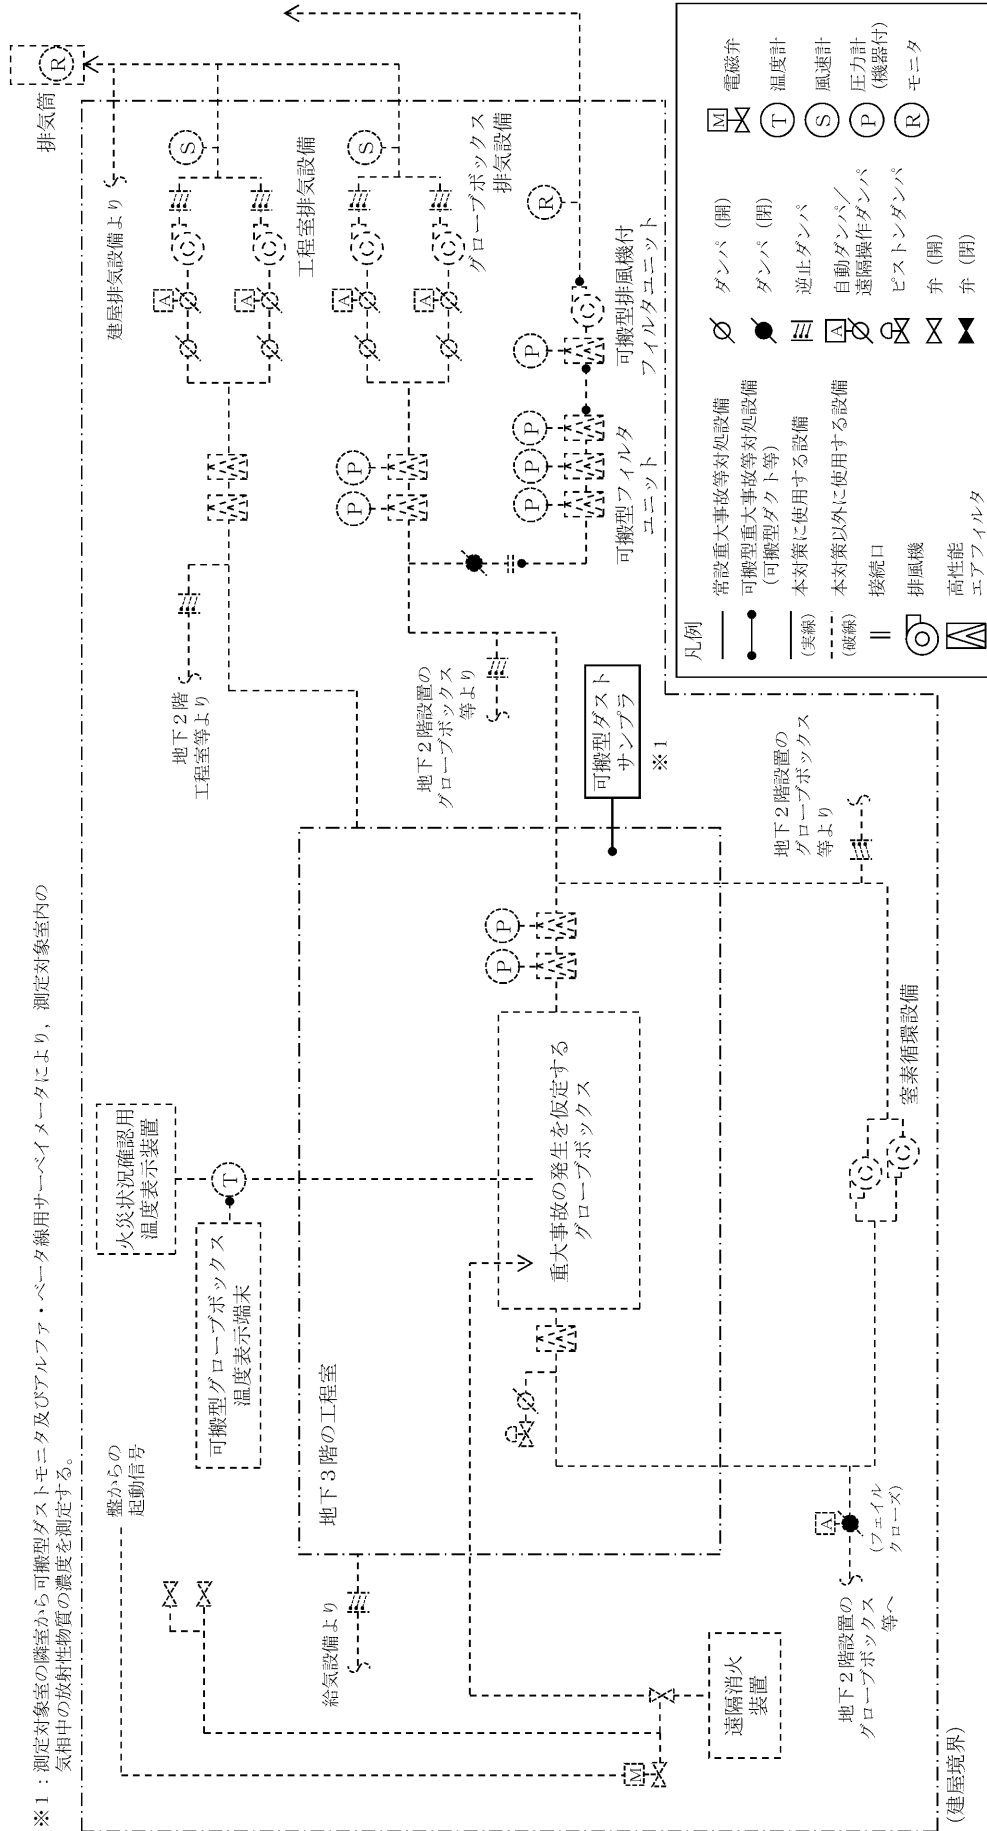 ※1：測定対象室の隣室から可搬型ダストモニタ及びアルファ・ベータ線用サーベイメータにより，測定対象室内の
気相中の放射性物質の濃度を測定する。
盤からの
起動信号
火災状況確認用
温度表示装置
T
可搬型グローブボックス
温度表示端末
建屋排気設備より
排気筒
R
地下２階
工程室等より
A
A
S
工程室排気設備
P
P
A
A
S
グローブボックス
排気設備
地下２階設置の
グローブボックス
等より
P
P
P
可搬型フィルタ
ユニット
P
可搬型排風機付
フィルタユニット
R
給気設備より
地下３階の工程室
重大事故の発生を仮定する
グローブボックス
P
P
可搬型ダスト
サンプラ
※1
M
遠隔消火
装置
A
(フェイル
クローズ)
地下２階設置の
グローブボックス
等へ
窒素循環設備
地下２階設置の
グローブボックス
等より
(建屋境界)
凡例
常設重大事故等対処設備
可搬型重大事故等対処設備
(可搬型ダクト等)
(実線)
本対策に使用する設備
(破線)
本対策以外に使用する設備
接続口
排風機
高性能
エアフィルタ
ダンパ (開)
ダンパ (閉)
逆止ダンパ
A
自動ダンパ／
遠隔操作ダンパ
ピストンダンパ
弁 (開)
弁 (閉)
M
電磁弁
T
温度計
S
風速計
P
圧力計
(機器付)
R
モニタ